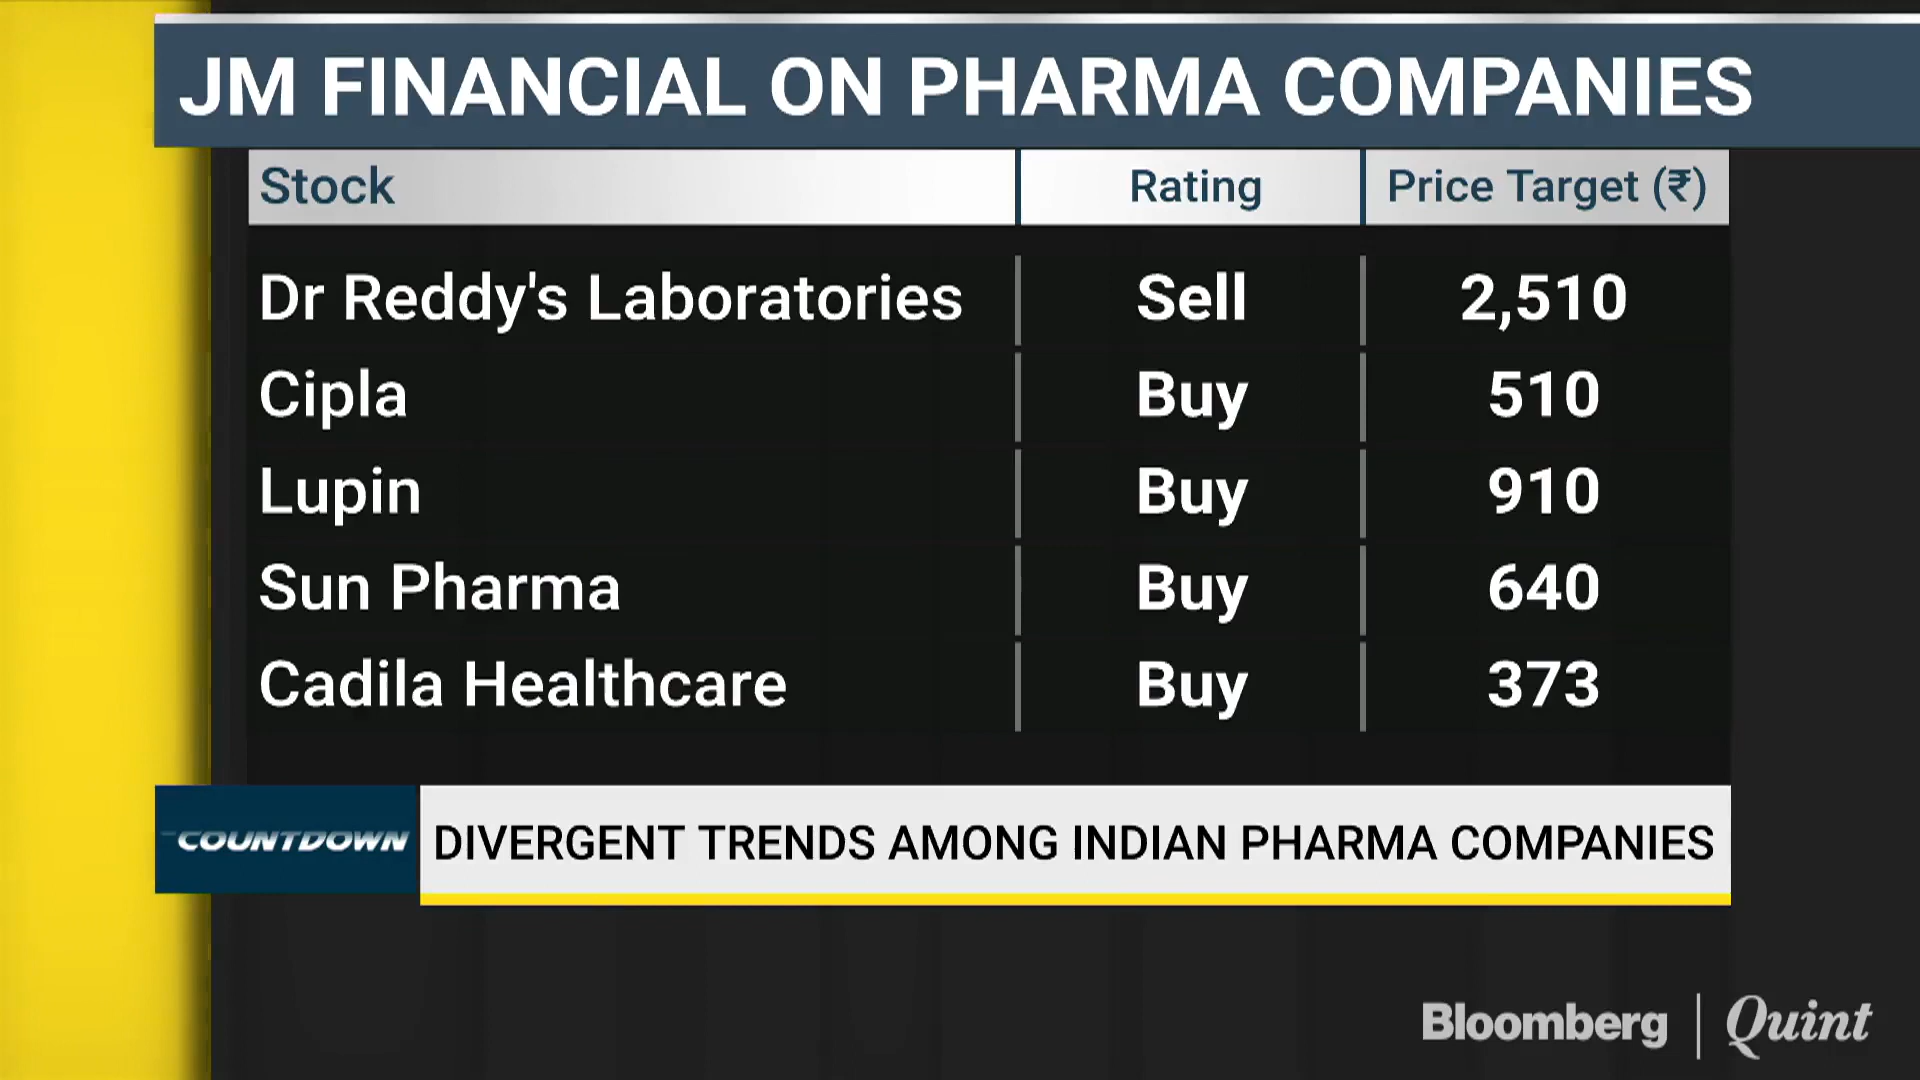 JM FINANCIAL ON PHARMA COMPANIES
Stock Rating Price Target (₹)
Dr Reddy's Laboratories Sell 2,510
Cipla Buy 510
Lupin Buy 910
Sun Pharma Buy 640
Cadila Healthcare Buy 373
COUNTDOWN DIVERGENT TRENDS AMONG INDIAN PHARMA COMPANIES
Bloomberg | Quint